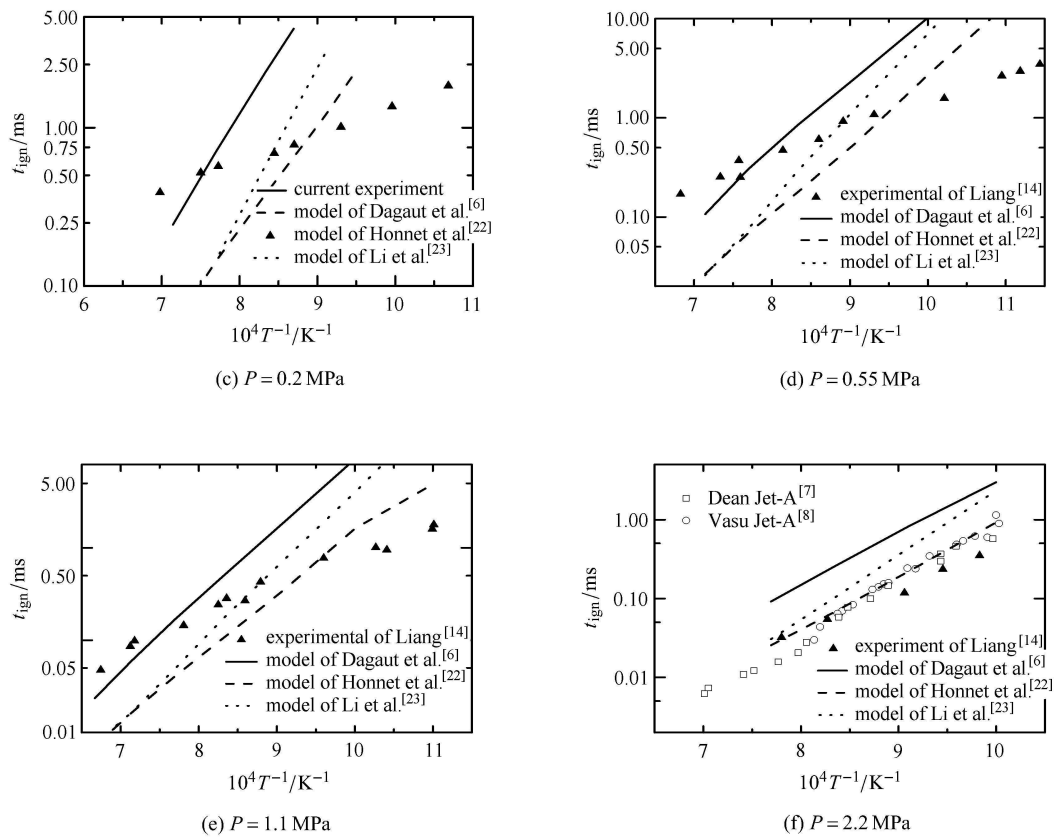 5.00
2.50
1.00
0.75
0.50
0.25
0.10
t_ign/ms
current experiment
model of Dagaut et al.[6]
model of Honnet et al.[22]
model of Li et al.[23]
6 7 8 9 10 11
10^4 T^−1/K^−1
(c) P = 0.2 MPa
10.00
5.00
1.00
0.50
0.10
0.05
t_ign/ms
experimental of Liang[14]
model of Dagaut et al.[6]
model of Honnet et al.[22]
model of Li et al.[23]
7 8 9 10 11
10^4 T^−1/K^−1
(d) P = 0.55 MPa
5.00
0.50
0.05
0.01
t_ign/ms
experimental of Liang[14]
model of Dagaut et al.[6]
model of Honnet et al.[22]
model of Li et al.[23]
7 8 9 10 11
10^4 T^−1/K^−1
(e) P = 1.1 MPa
1.00
0.10
0.01
t_ign/ms
Dean Jet-A[7]
Vasu Jet-A[8]
experimental of Liang[14]
model of Dagaut et al.[6]
model of Honnet et al.[22]
model of Li et al.[23]
7 8 9 10
10^4 T^−1/K^−1
(f) P = 2.2 MPa